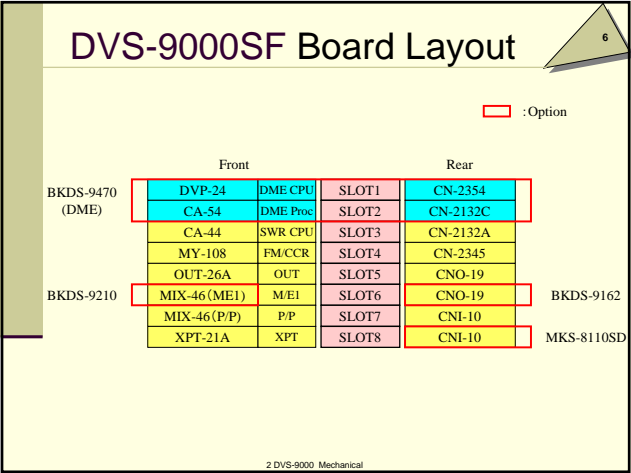 DVS-9000SF Board Layout
6
:Option
Front Rear
BKDS-9470 DVP-24 DME CPU SLOT1 CN-2354
(DME) CA-54 DME Proc SLOT2 CN-2132C
CA-44 SWR CPU SLOT3 CN-2132A
MY-108 FM/CCR SLOT4 CN-2345
OUT-26A OUT SLOT5 CNO-19
BKDS-9210 MIX-46(ME1) M/E1 SLOT6 CNO-19 BKDS-9162
MIX-46(P/P) P/P SLOT7 CNI-10
XPT-21A XPT SLOT8 CNI-10 MKS-8110SD
2 DVS-9000 Mechanical